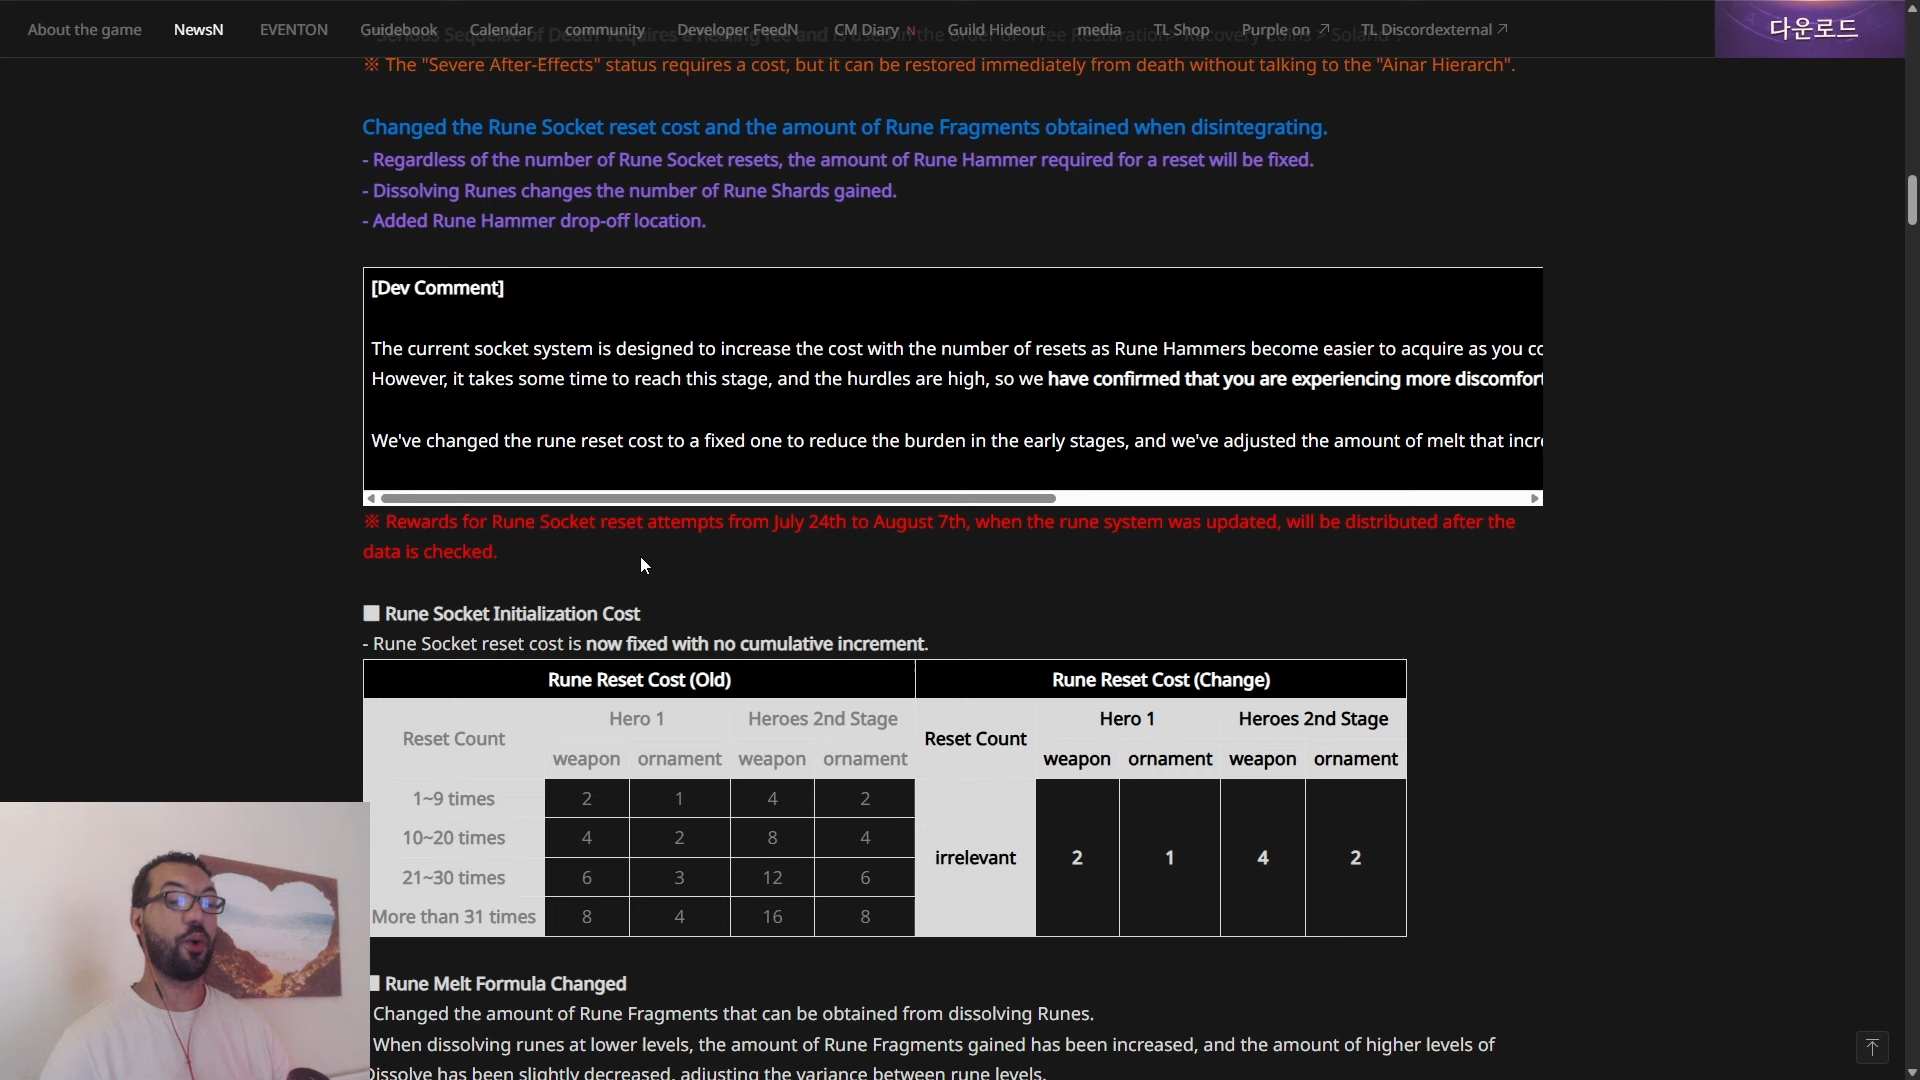 About the game
NewsN
EVENTON
Guidebook
Calendar
community
Developer FeedN
CM Diary N
Guild Hideout
media
TL Shop
Purple on
TL Discordexternal
다운로드
※ The "Severe After-Effects" status requires a cost, but it can be restored immediately from death without talking to the "Ainar Hierarch".
Changed the Rune Socket reset cost and the amount of Rune Fragments obtained when disintegrating.
- Regardless of the number of Rune Socket resets, the amount of Rune Hammer required for a reset will be fixed.
- Dissolving Runes changes the number of Rune Shards gained.
- Added Rune Hammer drop-off location.
[Dev Comment]
The current socket system is designed to increase the cost with the number of resets as Rune Hammers become easier to acquire as you
However, it takes some time to reach this stage, and the hurdles are high, so we have confirmed that you are experiencing more discomfort
We've changed the rune reset cost to a fixed one to reduce the burden in the early stages, and we've adjusted the amount of melt that
※ Rewards for Rune Socket reset attempts from July 24th to August 7th, when the rune system was updated, will be distributed after the
data is checked.
■ Rune Socket Initialization Cost
- Rune Socket reset cost is now fixed with no cumulative increment.
Rune Reset Cost (Old) Rune Reset Cost (Change)
Reset Count Hero 1 Heroes 2nd Stage Reset Count Hero 1 Heroes 2nd Stage
weapon ornament weapon ornament weapon ornament weapon ornament
1~9 times 2 1 4 2 irrelevant 2 1 4 2
10~20 times 4 2 8 4
21~30 times 6 3 12 6
More than 31 times 8 4 16 8
■ Rune Melt Formula Changed
Changed the amount of Rune Fragments that can be obtained from dissolving Runes.
When dissolving runes at lower levels, the amount of Rune Fragments gained has been increased, and the amount of higher levels of
Dissolve has been slightly decreased, adjusting the variance between rune levels.